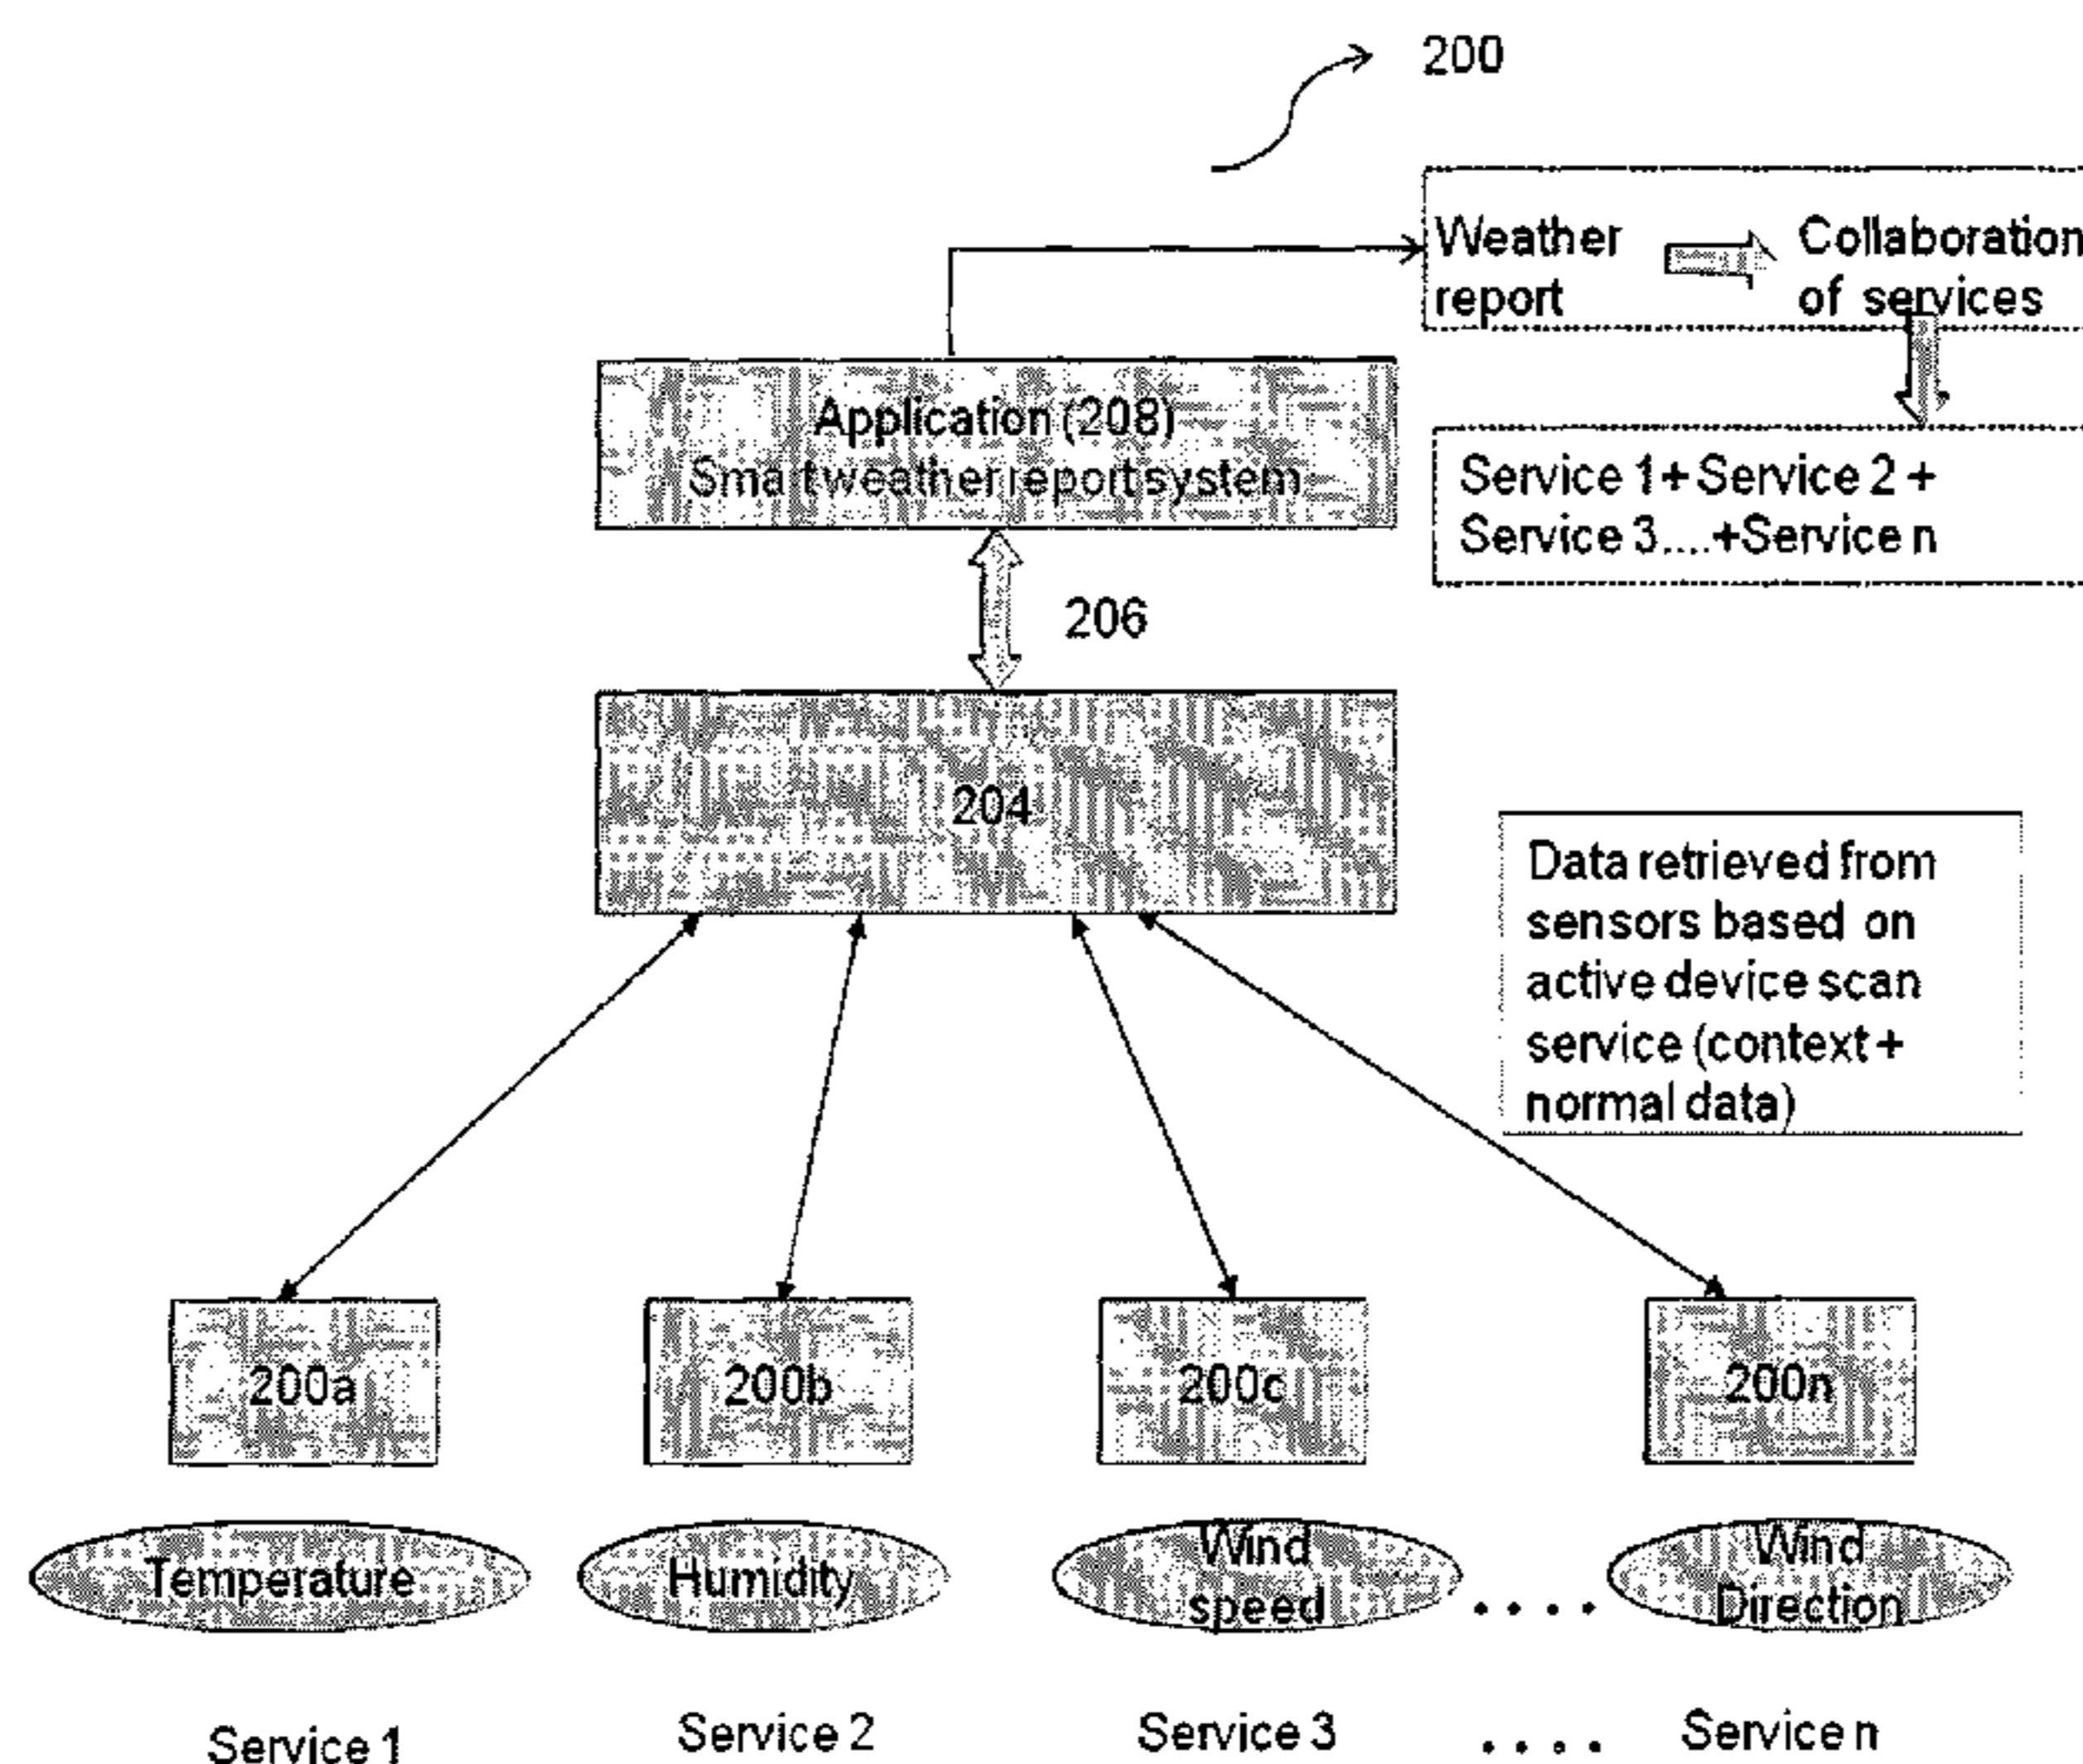 200
Weather Collaboration
report of services
Application (208)
Smart weather report system
Service 1+ Service 2 +
Service 3....+Service n
206
204
Data retrieved from
sensors based on
active device scan
service (context +
normal data)
200a 200b 200c 200n
Temperature
Humidity
Wind
speed
....
Wind
Direction
Service 1 Service 2 Service 3 .... Service n